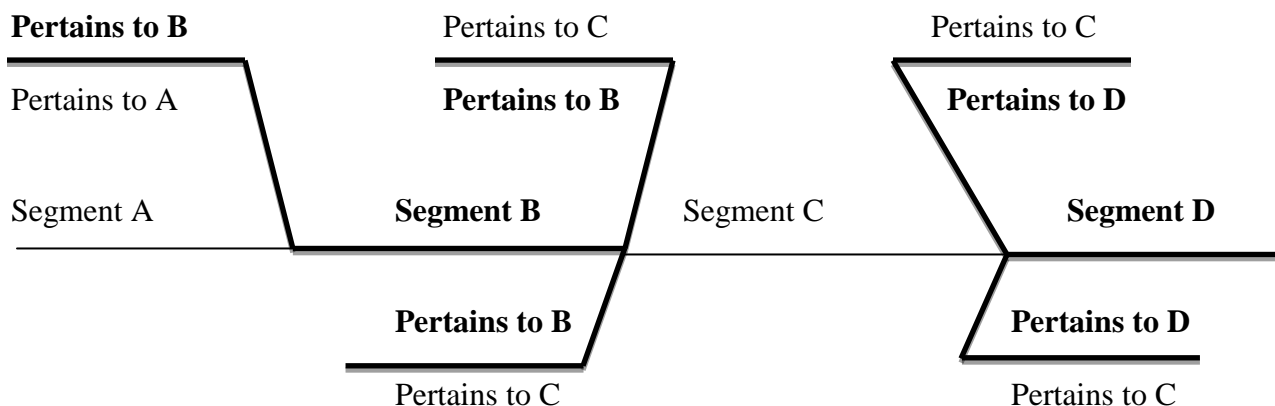 Pertains to B Pertains to C Pertains to C
Pertains to A Pertains to B Pertains to D
Segment A Segment B Segment C Segment D
Pertains to B Pertains to D
Pertains to C Pertains to C